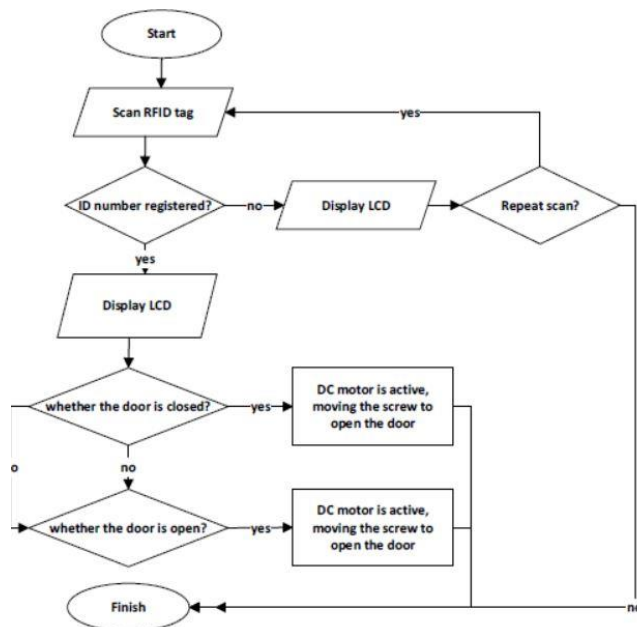 Start
Scan RFID tag
yes
ID number registered?
no
Display LCD
Repeat scan?
yes
Display LCD
whether the door is closed?
yes
DC motor is active,
moving the screw to
open the door
no
whether the door is open?
yes
DC motor is active,
moving the screw to
open the door
Finish